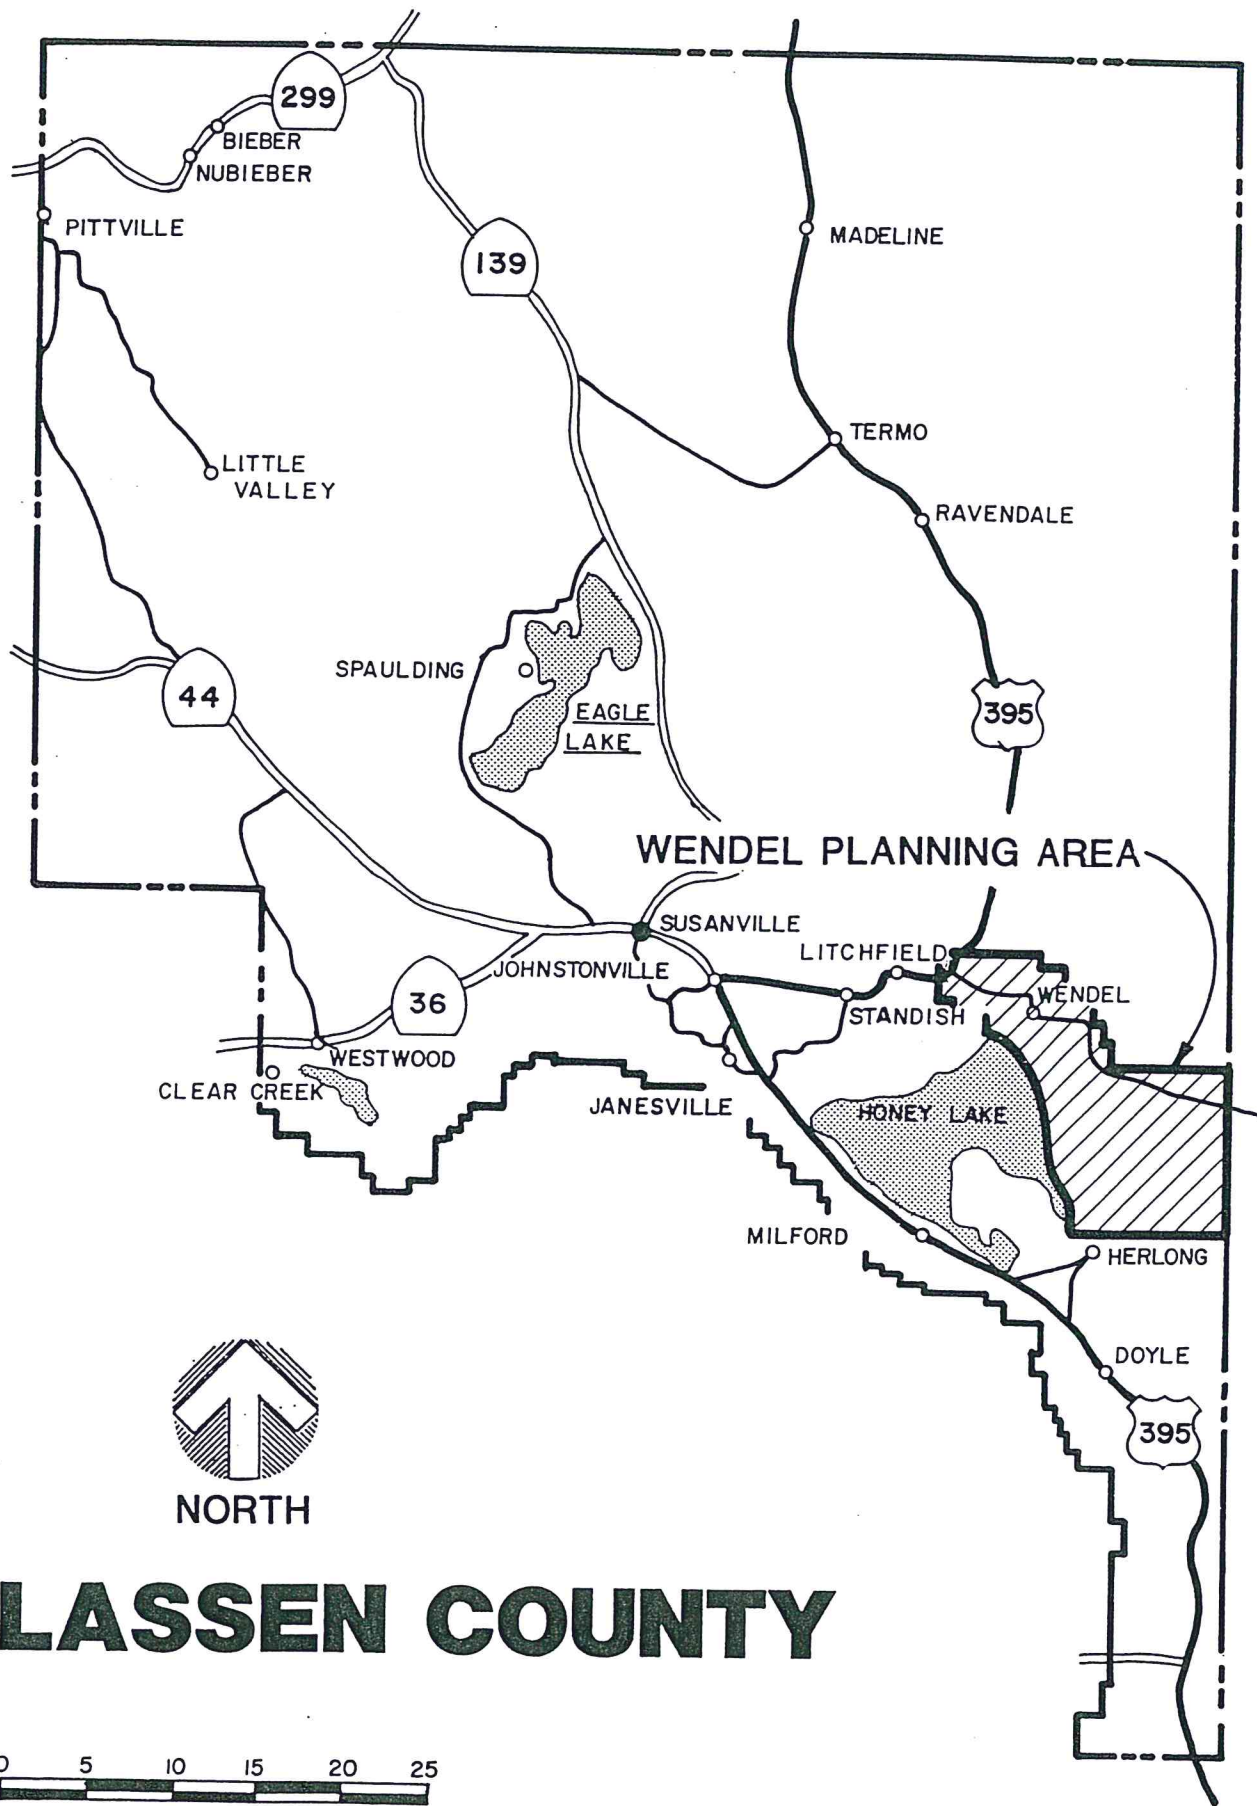 299
BIEBER
NUBIEBER
PITTVILLE
139
MADELINE
TERMO
LITTLE
VALLEY
RAVENDALE
SPAULDING
44
EAGLE
LAKE
395
WENDEL PLANNING AREA
SUSANVILLE
LITCHFIELD
JOHNSTONVILLE
36
WENDEL
STANDISH
WESTWOOD
CLEAR CREEK
JANESVILLE
HONEY LAKE
MILFORD
HERLONG
DOYLE
395
NORTH
LASSEN COUNTY
0 5 10 15 20 25